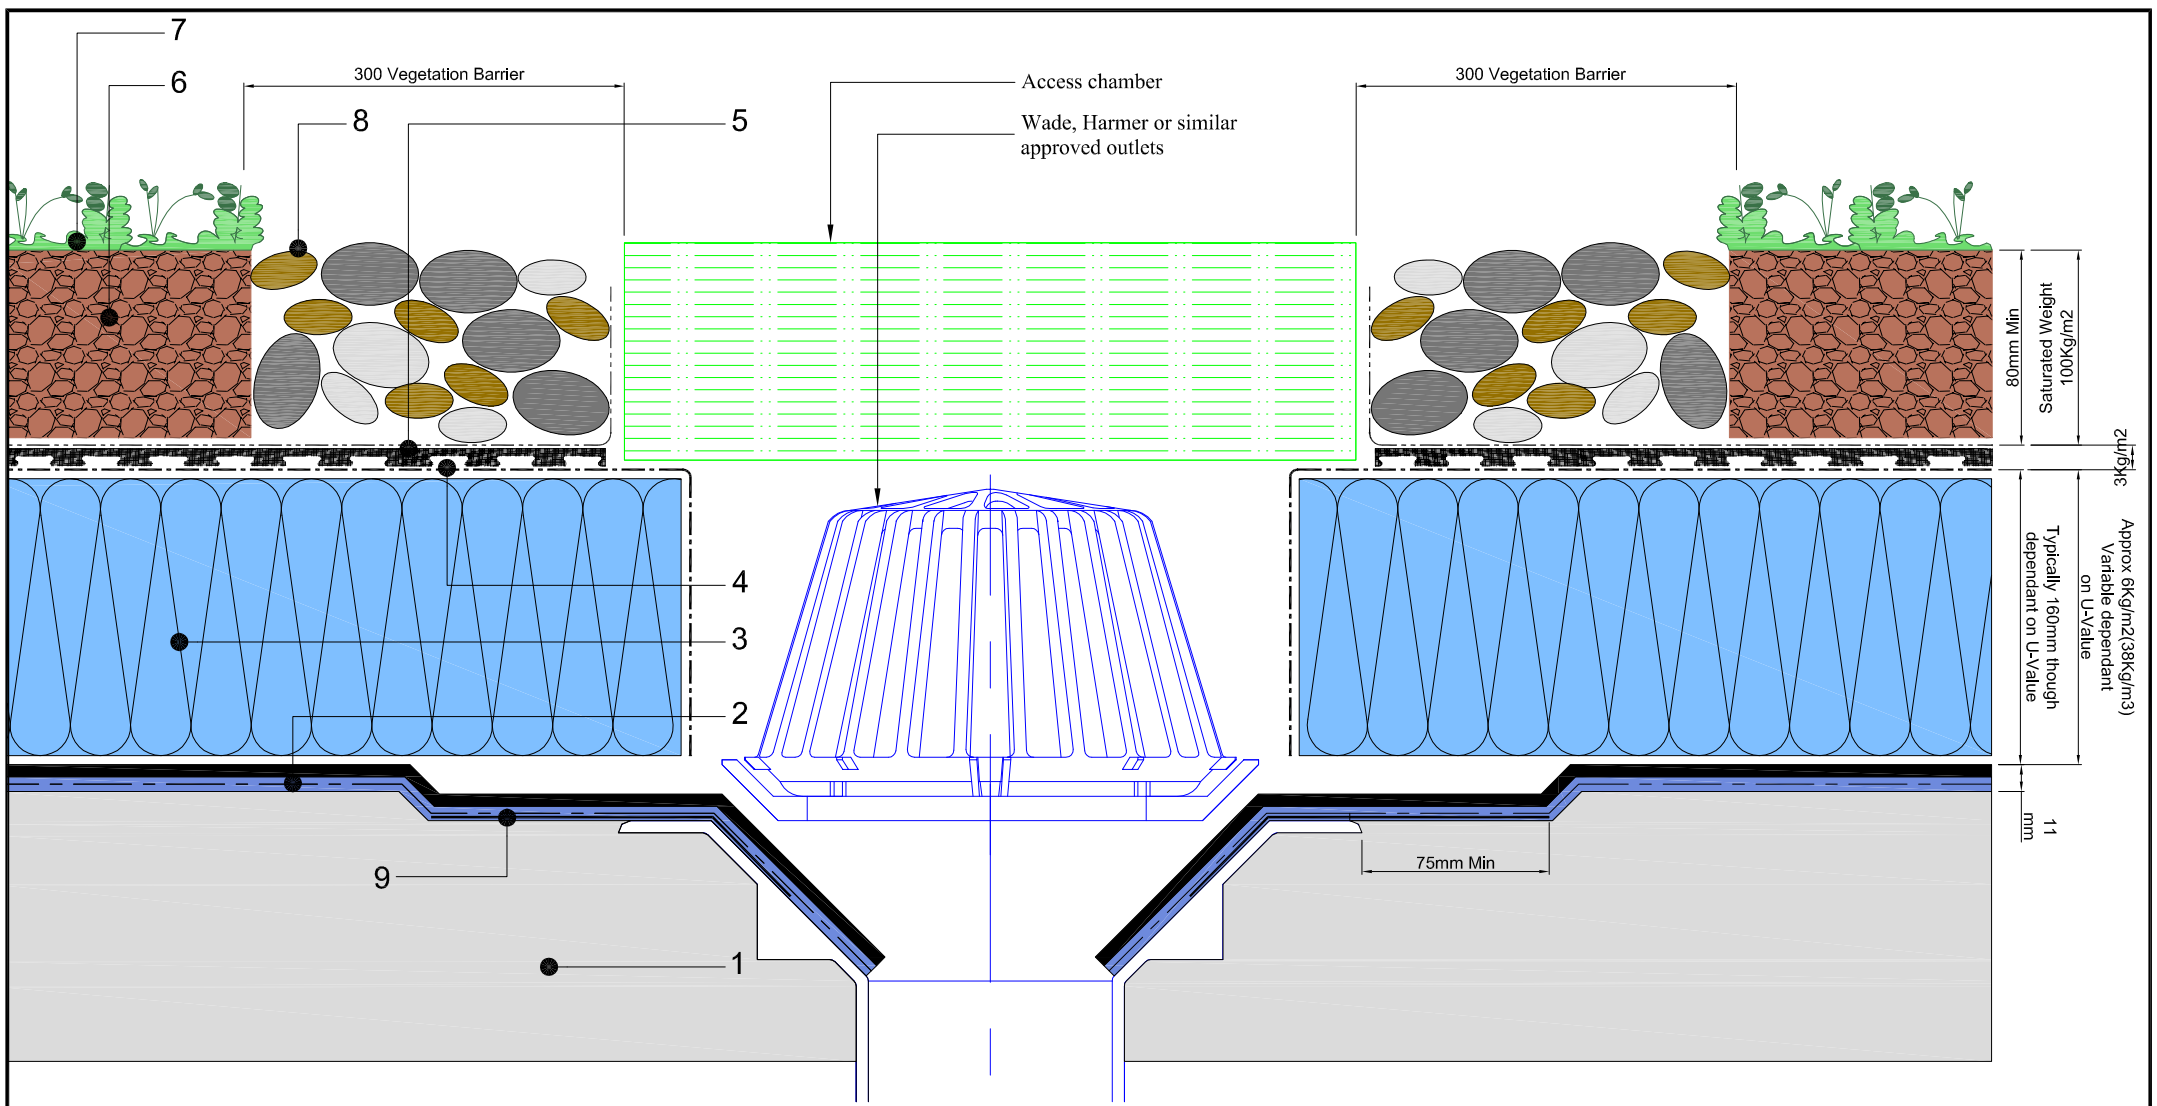 7
6
300 Vegetation Barrier
8
5
Access chamber
Wade, Harmer or similar
approved outlets
300 Vegetation Barrier
80mm Min
Saturated Weight
100Kg/m2
3Kg/m2
4
3
2
Typically 160mm though
dependant on U-Value
Approx 6Kg/m2(38Kg/m3)
Variable dependant
on U-Value
11
mm
75mm Min
9
1